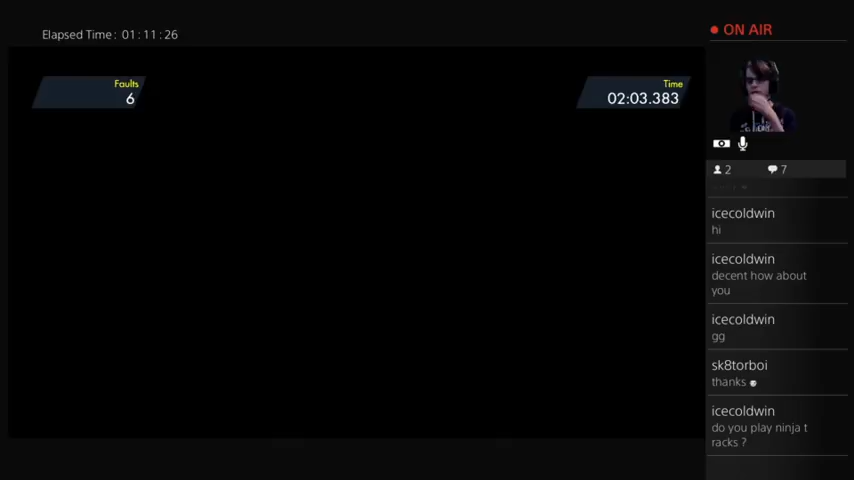 Elapsed Time: 01:11:26
ON AIR
Faults
6
Time
02:03.383
2
7
icecoldwin
hi
icecoldwin
decent how about
you
icecoldwin
gg
sk8torboi
thanks
icecoldwin
do you play ninja t
racks ?